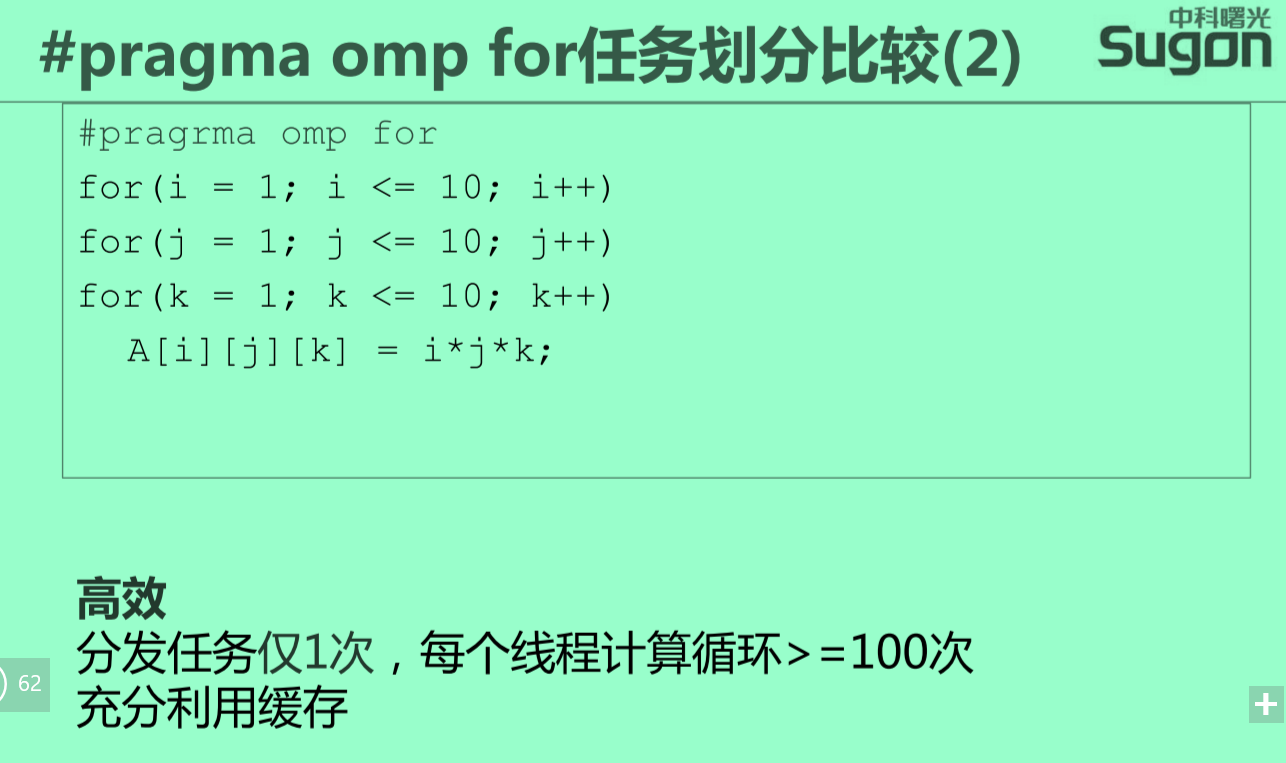 中科曙光
Sugon
#pragma omp for任务划分比较(2)
#pragrma omp for
for(i = 1; i <= 10; i++)
for(j = 1; j <= 10; j++)
for(k = 1; k <= 10; k++)
A[i][j][k] = i*j*k;
高效
分发任务仅1次，每个线程计算循环>=100次
充分利用缓存
62